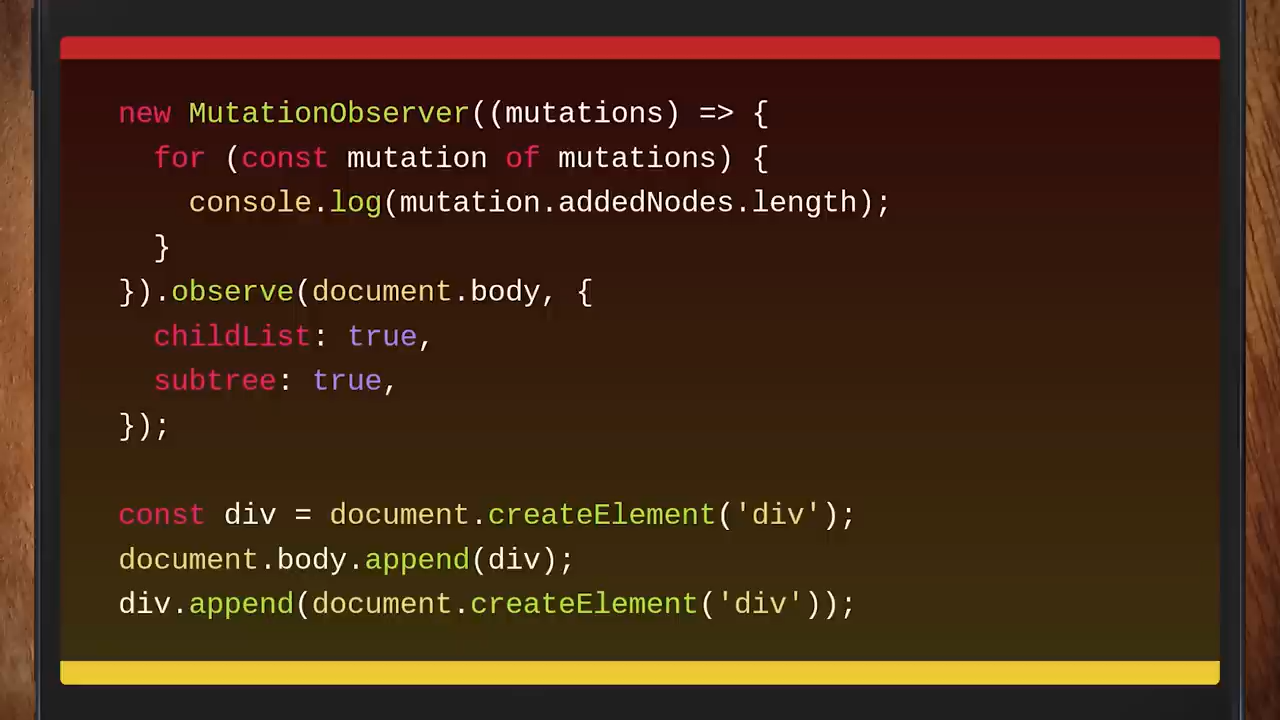 new MutationObserver((mutations) => {
  for (const mutation of mutations) {
    console.log(mutation.addedNodes.length);
  }
}).observe(document.body, {
  childList: true,
  subtree: true,
});

const div = document.createElement('div');
document.body.append(div);
div.append(document.createElement('div'));